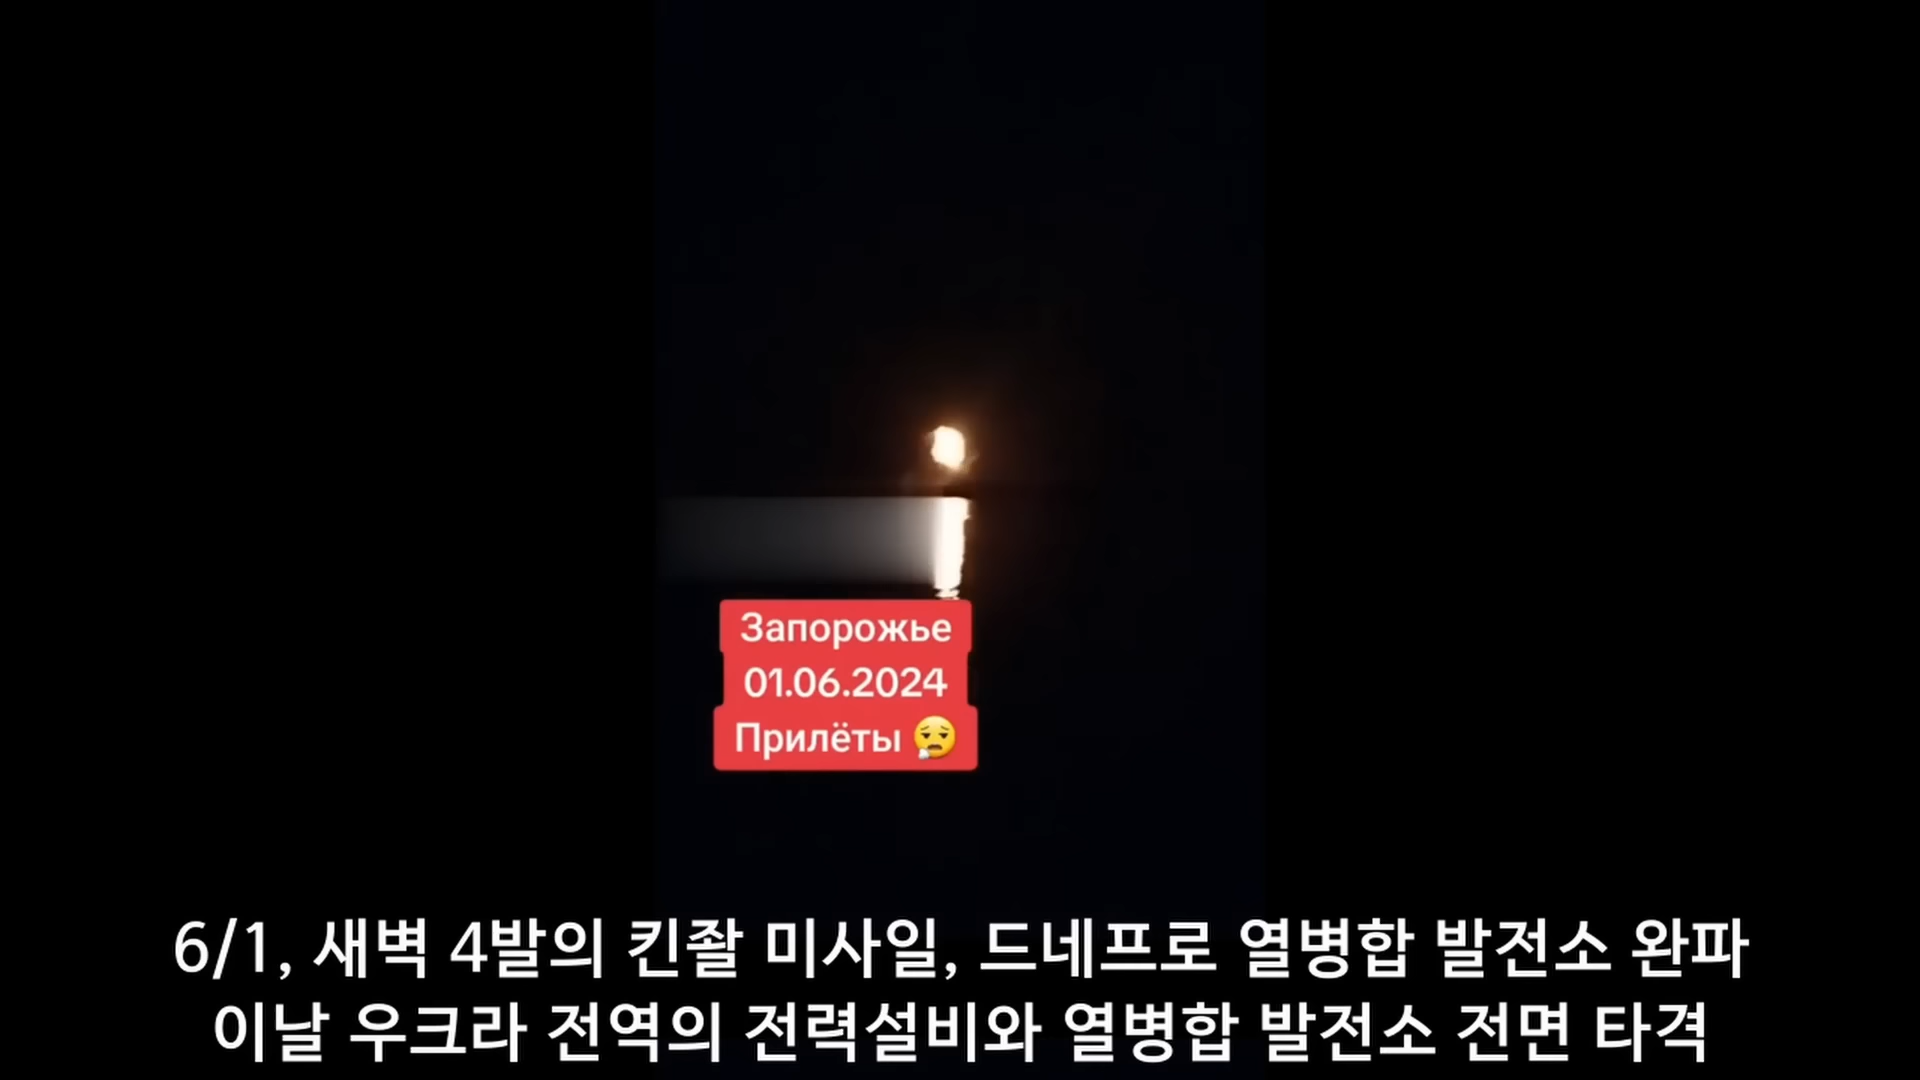 Запорожье
01.06.2024
Прилёты 😮‍💨
6/1, 새벽 4발의 킨좔 미사일, 드네프로 열병합 발전소 완파
이날 우크라 전역의 전력설비와 열병합 발전소 전면 타격